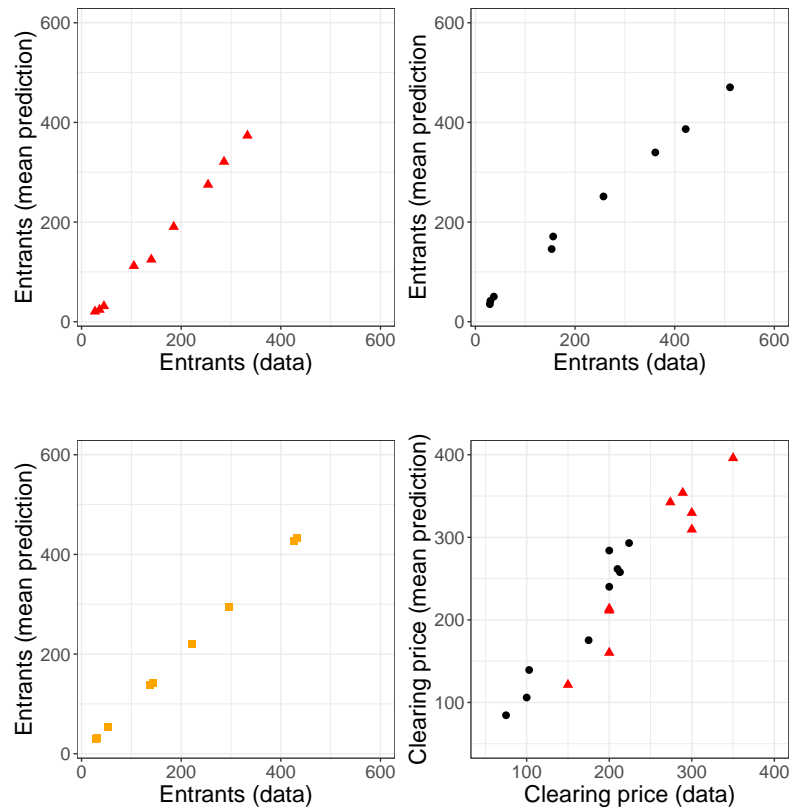 600
400
200
0
Entrants (mean prediction)
0 200 400 600
Entrants (data)
600
400
200
0
Entrants (mean prediction
0 200 400 600
Entrants (data)
600
400
200
0
Entrants (mean prediction)
0 200 400 600
Entrants (data)
400
300
200
100
Clearing price (mean prediction)
100 200 300 400
Clearing price (data)